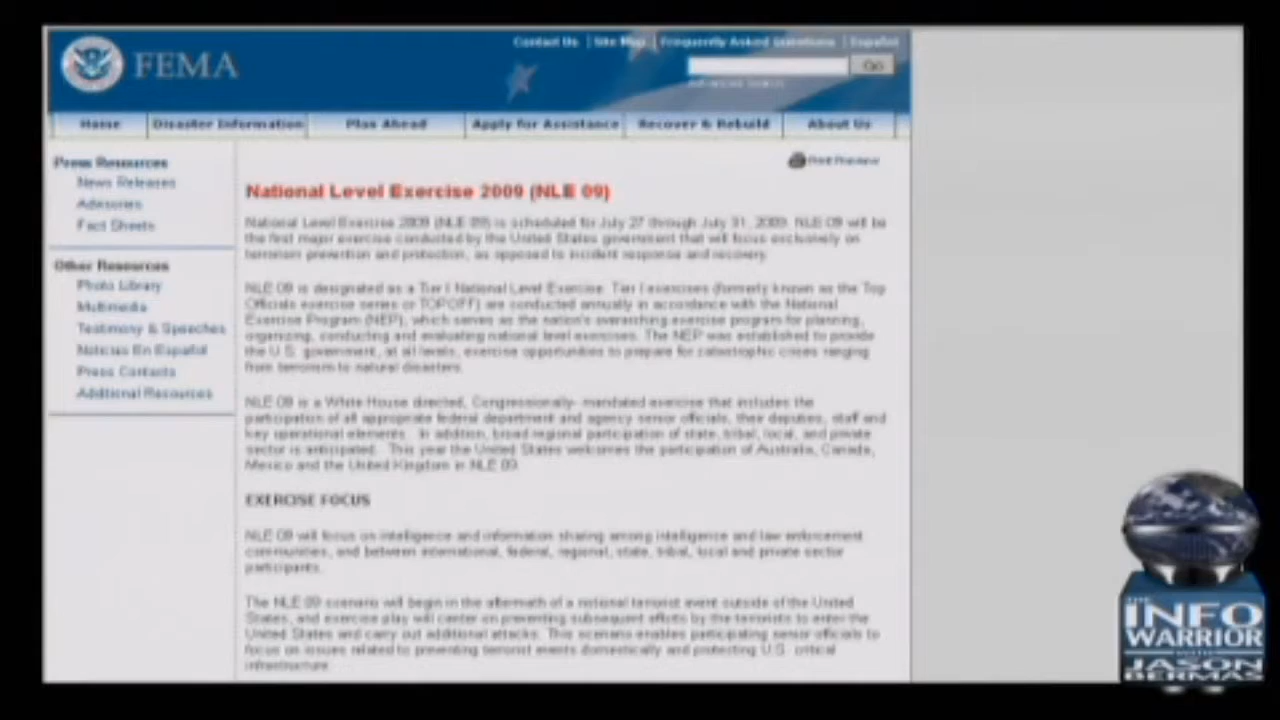 FEMA
Contact Us | Site Map | Frequently Asked Questions | Español
Go
Home Disaster Information Plan Ahead Apply for Assistance Recover & Rebuild About Us
Print Preview
Press Resources
News Releases
Advisories
Fact Sheets
Other Resources
Photo Library
Multimedia
Testimony & Speeches
Noticias En Español
Press Contacts
Additional Resources
National Level Exercise 2009 (NLE 09)
National Level Exercise 2009 (NLE 09) is scheduled for July 27 through July 31, 2009. NLE 09 will be
the first major exercise conducted by the United States government that will focus exclusively on
terrorism prevention and protection, as opposed to incident response and recovery.
NLE 09 is designated as a Tier I National Level Exercise. Tier I exercises (formerly known as the Top
Officials exercise series or TOPOFF) are conducted annually in accordance with the National
Exercise Program (NEP), which serves as the nation's overarching exercise program for planning,
organizing, conducting and evaluating national level exercises. The NEP was established to provide
the U.S. government, at all levels, exercise opportunities to prepare for catastrophic crises ranging
from terrorism to natural disasters.
NLE 09 is a White House directed, Congressionally- mandated exercise that includes the
participation of all appropriate federal department and agency senior officials, their deputies, staff and
key operational elements. In addition, broad regional participation of state, tribal, local, and private
sector is anticipated. This year the United States welcomes the participation of Australia, Canada,
Mexico and the United Kingdom in NLE 09.
EXERCISE FOCUS
NLE 09 will focus on intelligence and information sharing among intelligence and law enforcement
communities, and between international, federal, regional, state, tribal, local and private sector
participants.
The NLE 09 scenario will begin in the aftermath of a notional terrorist event outside of the United
States, and exercise play will center on preventing subsequent efforts by the terrorists to enter the
United States and carry out additional attacks. This scenario enables participating senior officials to
focus on issues related to preventing terrorist events domestically and protecting U.S. critical
infrastructure.
THE
INFO
WARRIOR
WITH
JASON
BERMAS